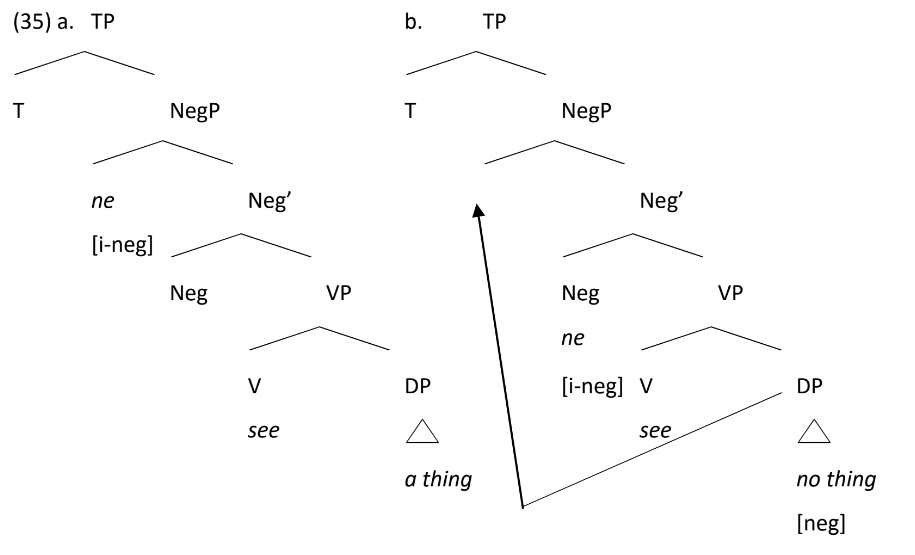 (35) a. TP b. TP
T NegP T NegP
ne Neg’ Neg’
[i-neg]
Neg VP Neg VP
ne
V DP [i-neg] V DP
see see
a thing no thing
[neg]